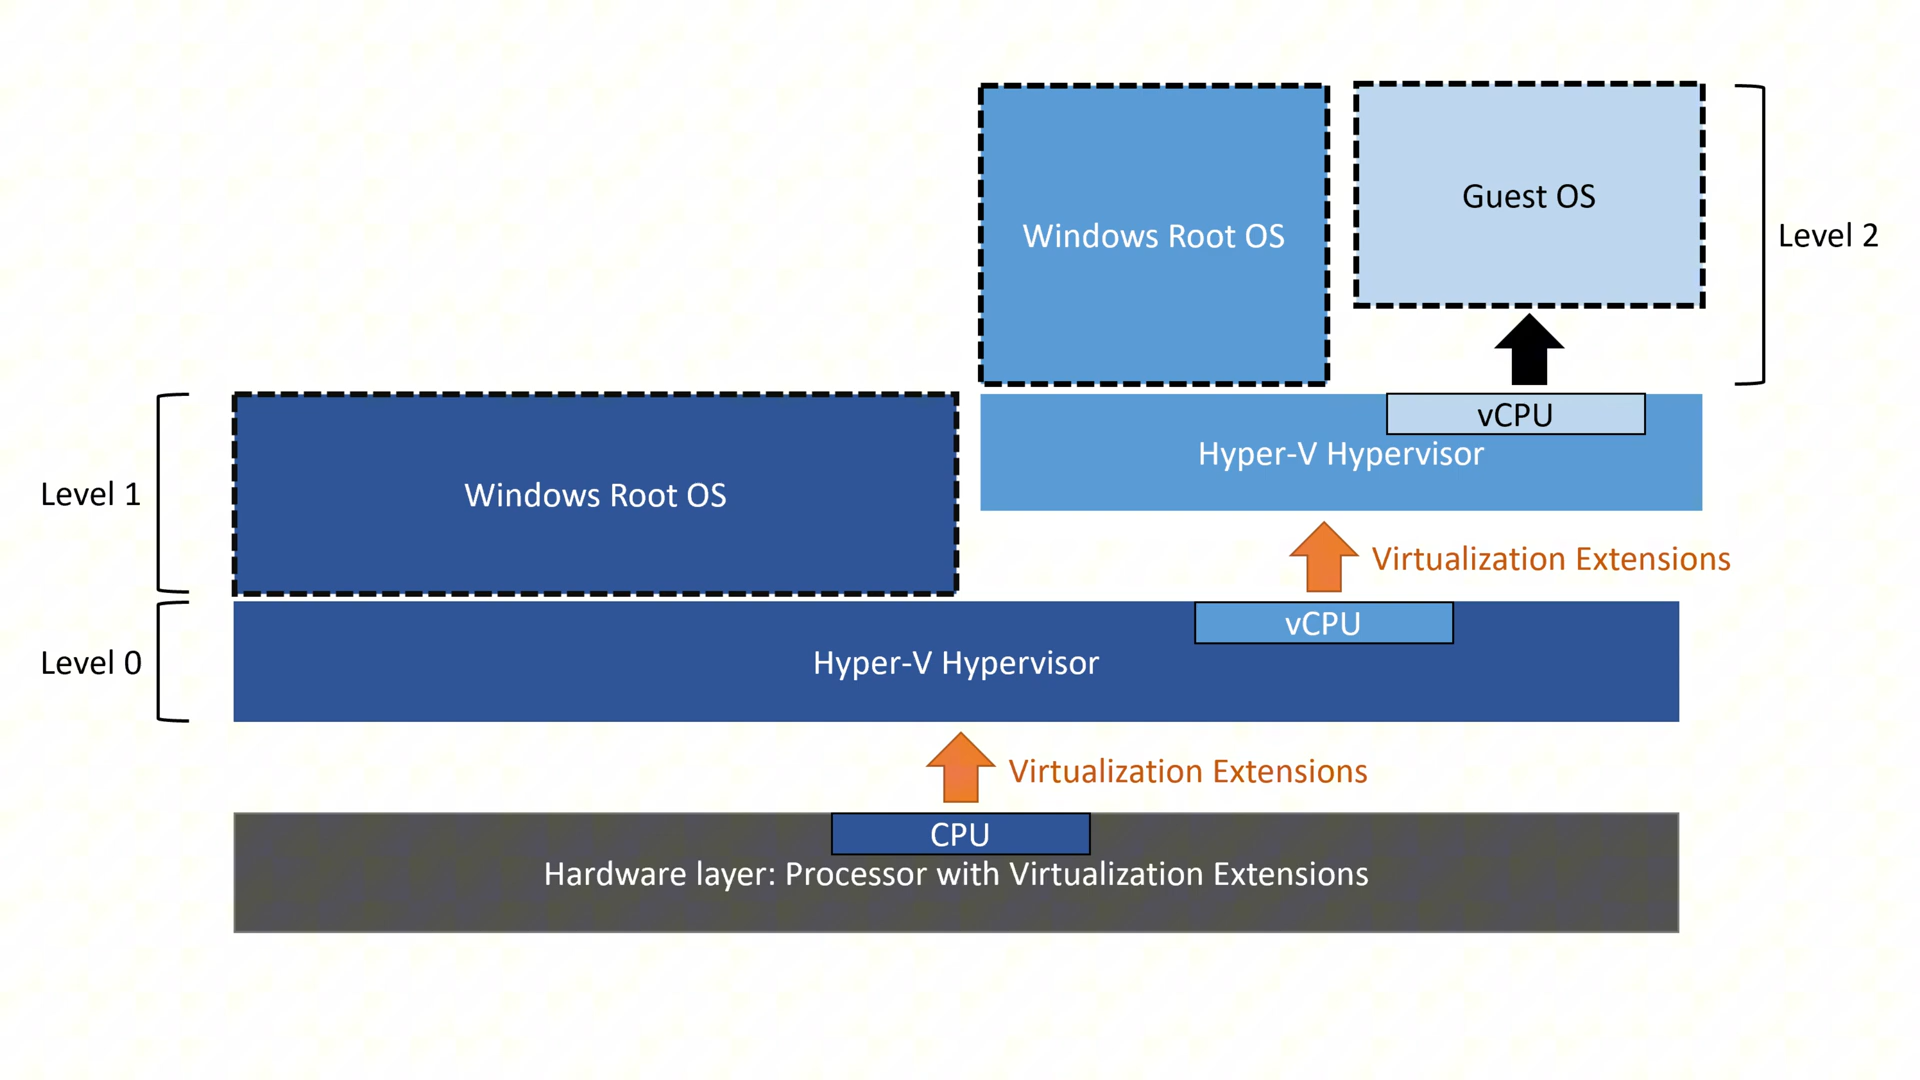 Windows Root OS
Guest OS
Level 2
vCPU
Hyper-V Hypervisor
Level 1
Windows Root OS
Virtualization Extensions
vCPU
Level 0
Hyper-V Hypervisor
Virtualization Extensions
CPU
Hardware layer: Processor with Virtualization Extensions